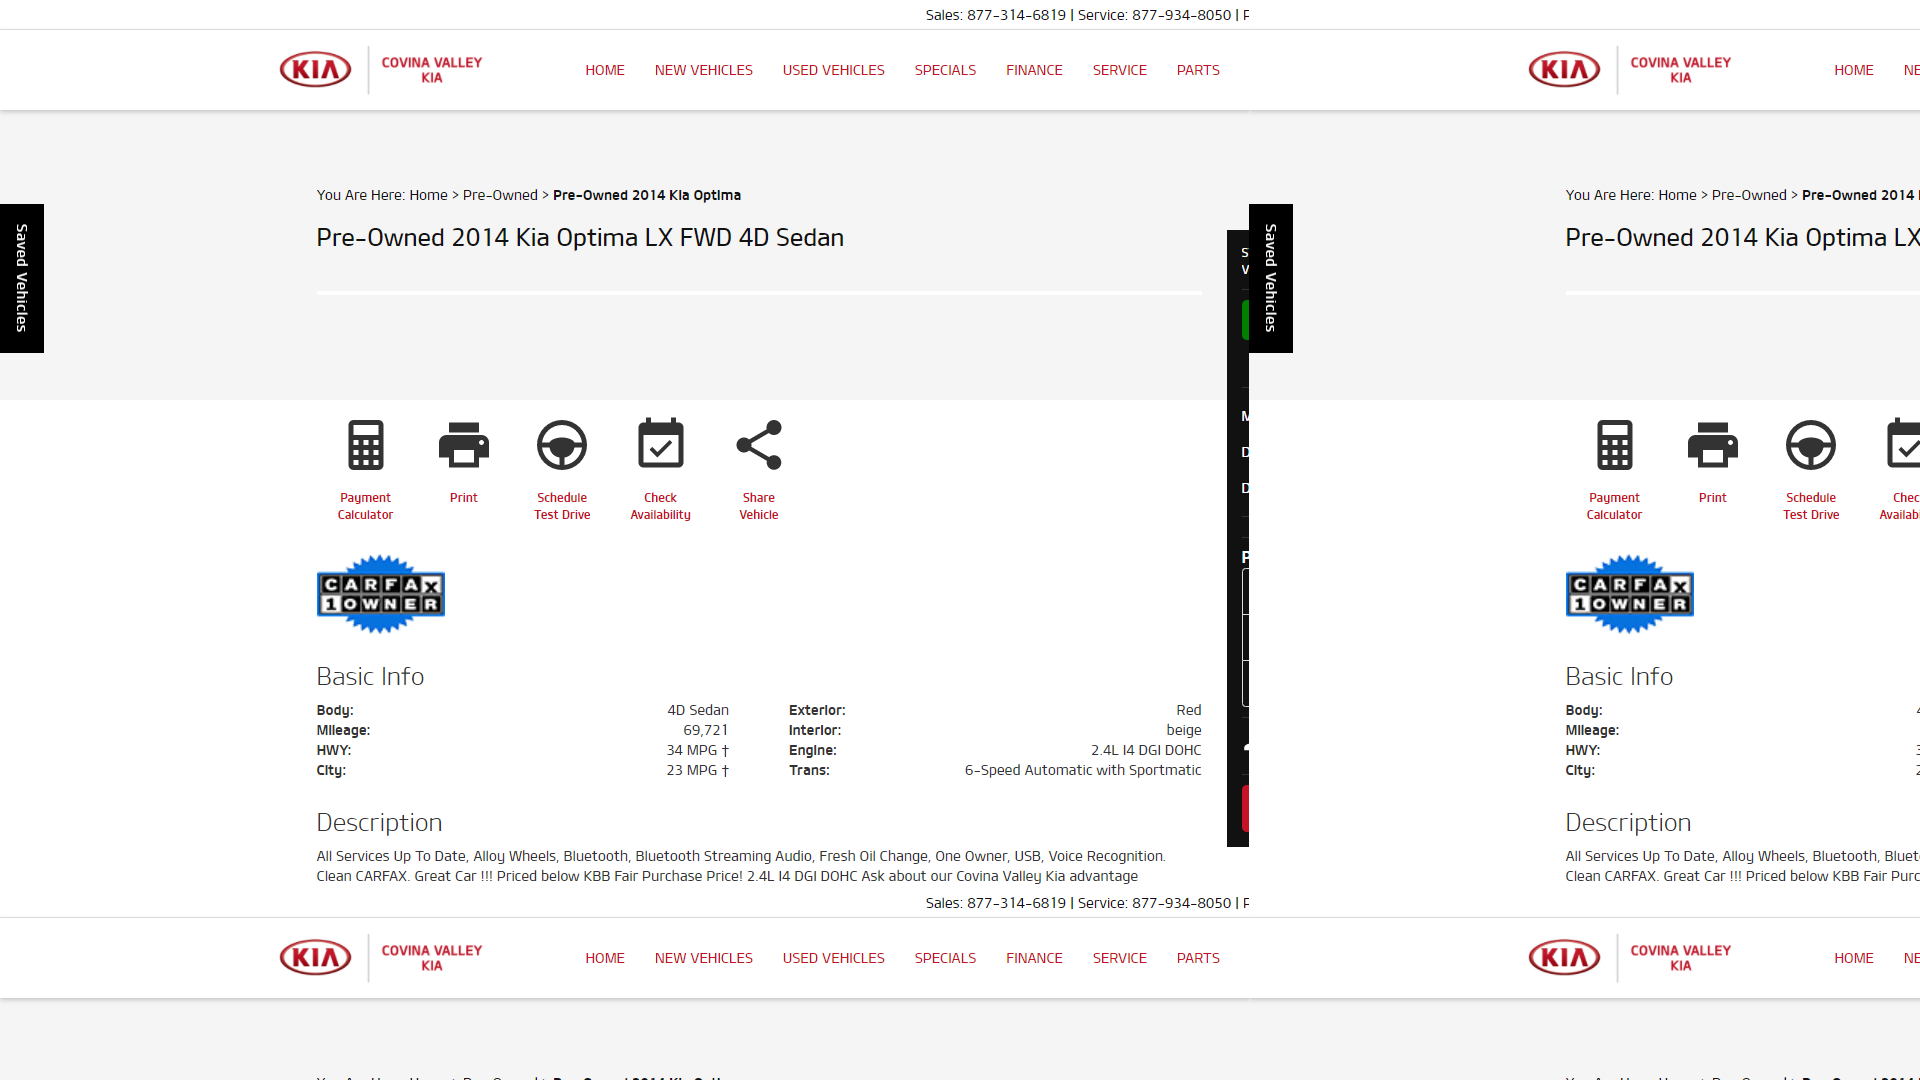 Sales: 877-314-6819 | Service: 877-934-8050 |
KIA COVINA VALLEY KIA
HOME NEW VEHICLES USED VEHICLES SPECIALS FINANCE SERVICE PARTS
You Are Here: Home > Pre-Owned > Pre-Owned 2014 Kia Optima
Pre-Owned 2014 Kia Optima LX FWD 4D Sedan
Saved Vehicles
Payment Calculator
Print
Schedule Test Drive
Check Availability
Share Vehicle
CARFAX
1 OWNER
Basic Info
Body: 4D Sedan Exterior: Red
Mileage: 69,721 Interior: beige
HWY: 34 MPG † Engine: 2.4L I4 DGI DOHC
City: 23 MPG † Trans: 6-Speed Automatic with Sportmatic
Description
All Services Up To Date, Alloy Wheels, Bluetooth, Bluetooth Streaming Audio, Fresh Oil Change, One Owner, USB, Voice Recognition.
Clean CARFAX. Great Car !!! Priced below KBB Fair Purchase Price! 2.4L I4 DGI DOHC Ask about our Covina Valley Kia advantage
KIA COVINA VALLEY KIA
HOME
You Are Here: Home > Pre-Owned > Pre-Owned 2014
Pre-Owned 2014 Kia Optima LX
Saved Vehicles
Payment Calculator
Print
Schedule Test Drive
CARFAX
1 OWNER
Basic Info
Body:
Mileage:
HWY:
City:
Description
All Services Up To Date, Alloy Wheels, Bluetooth,
Clean CARFAX. Great Car !!! Priced below KBB Fair
Sales: 877-314-6819 | Service: 877-934-8050 |
KIA COVINA VALLEY KIA
HOME NEW VEHICLES USED VEHICLES SPECIALS FINANCE SERVICE PARTS
KIA COVINA VALLEY KIA
HOME